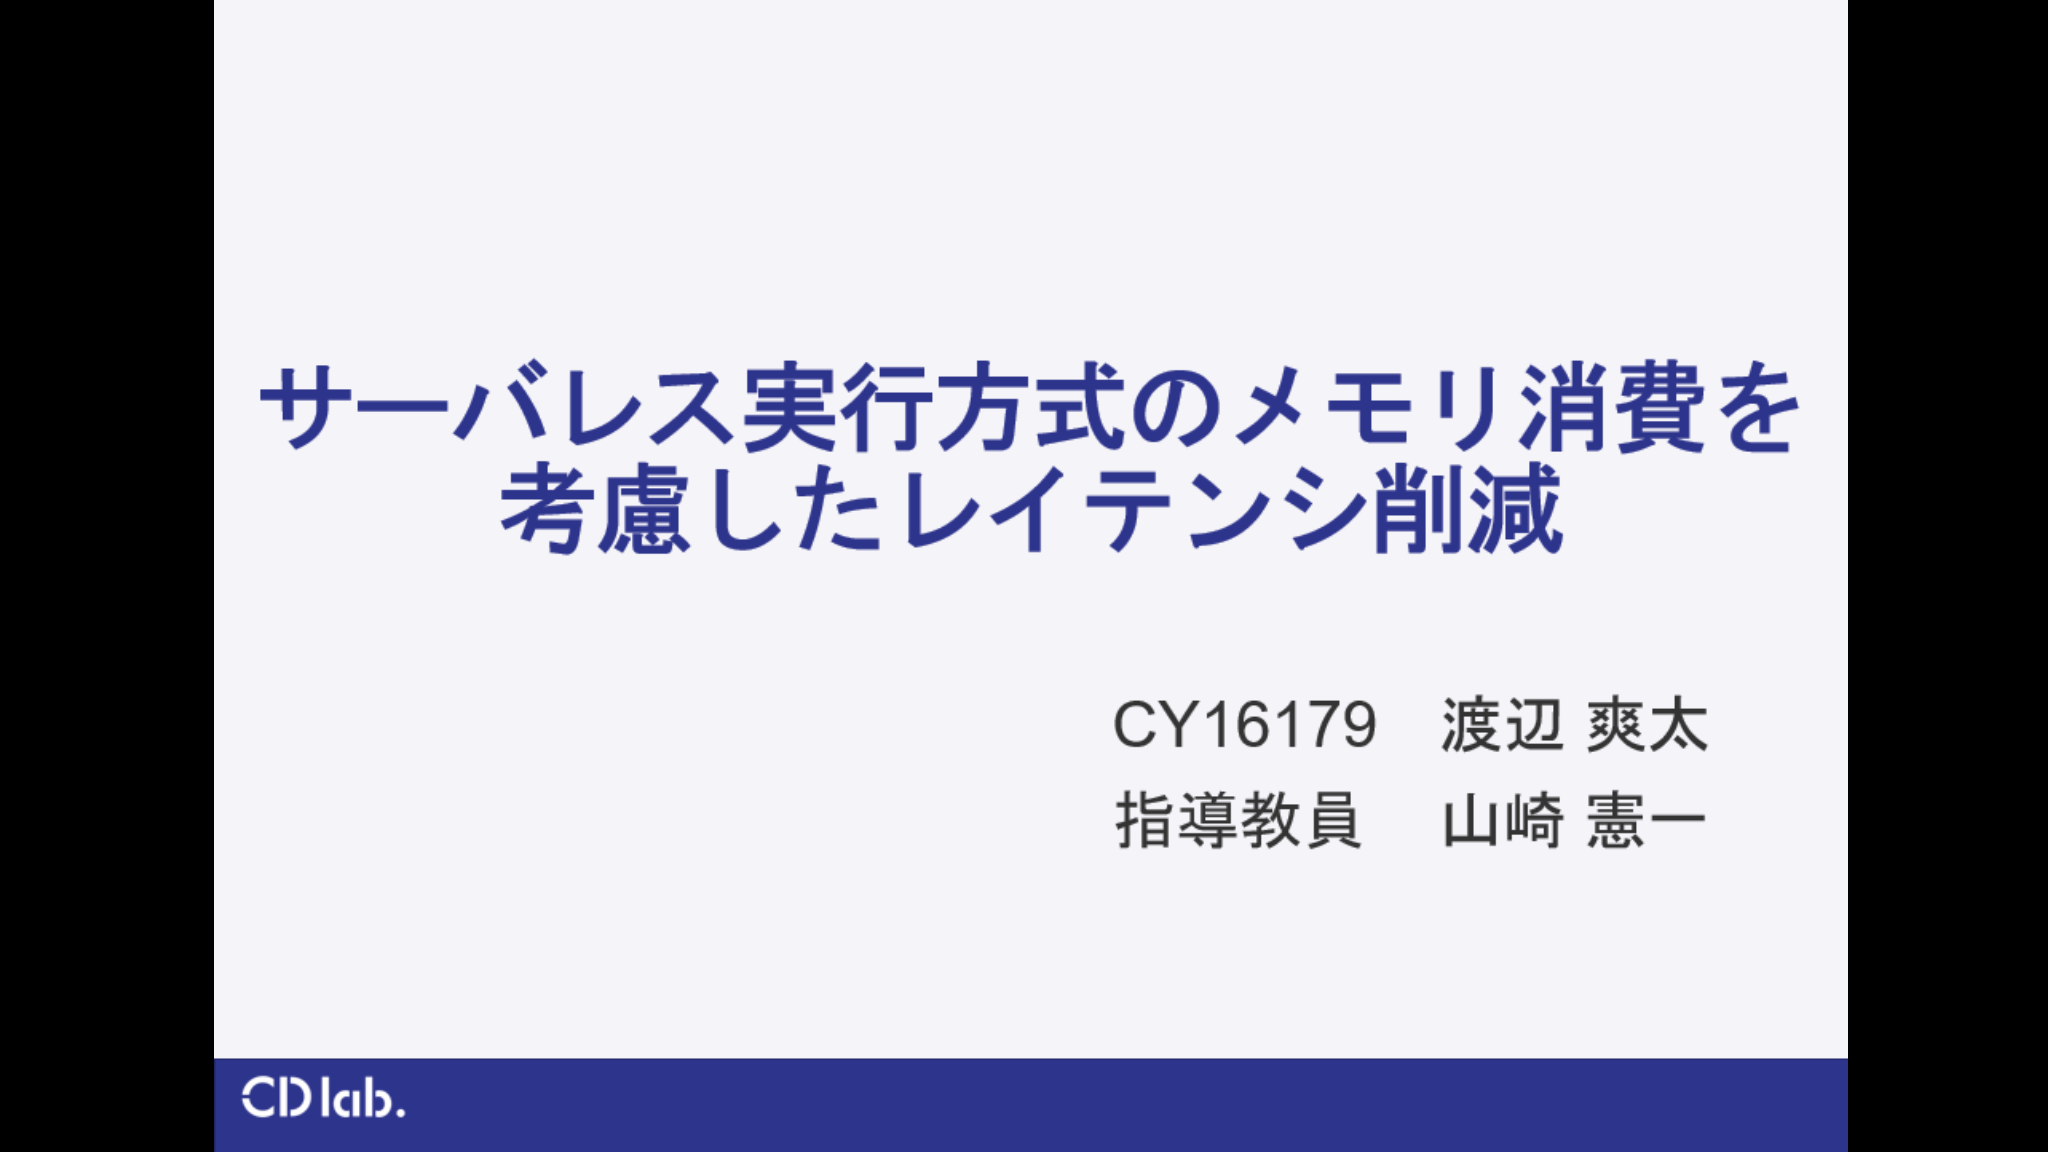 サーバレス実行方式のメモリ消費を
考慮したレイテンシ削減
CY16179　渡辺 爽太
指導教員　山崎 憲一
CD lab.